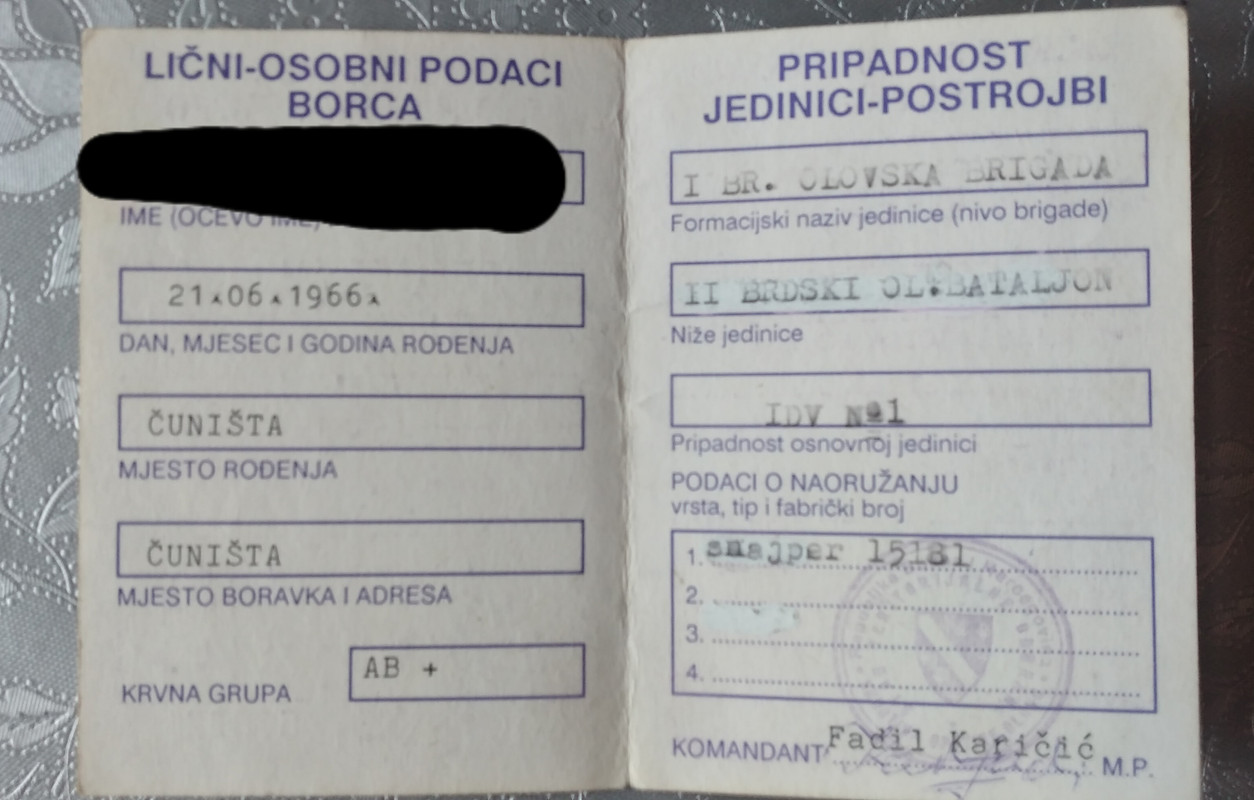 LIČNI-OSOBNI PODACI
BORCA
IME (OČEVO IME)
21.06.1966.
DAN, MJESEC I GODINA ROĐENJA
ČUNIŠTA
MJESTO ROĐENJA
ČUNIŠTA
MJESTO BORAVKA I ADRESA
AB +
KRVNA GRUPA
PRIPADNOST
JEDINICI-POSTROJBI
I BR. OLOVSKA BRIGADA
Formacijski naziv jedinice (nivo brigade)
II BRDSKI OL.BATALJON
Niže jedinice
IDV №1
Pripadnost osnovnoj jedinici
PODACI O NAORUŽANJU
vrsta, tip i fabrički broj
1. snajper 15181
2.
3.
4.
KOMANDANT Fadil Karičić M.P.